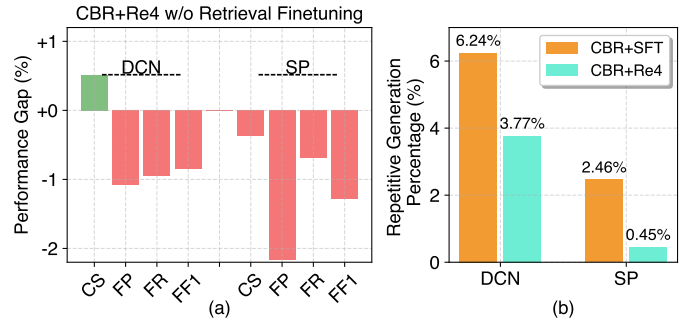 CBR+Re4 w/o Retrieval Finetuning
Performance Gap (%)
+1
+0
-1
-2
DCN
SP
CS
FP
FR
FF1
CS
FP
FR
FF1
(a)
Repetitive Generation
Percentage (%)
6
4
2
0
CBR+SFT
CBR+Re4
6.24%
3.77%
2.46%
0.45%
DCN
SP
(b)